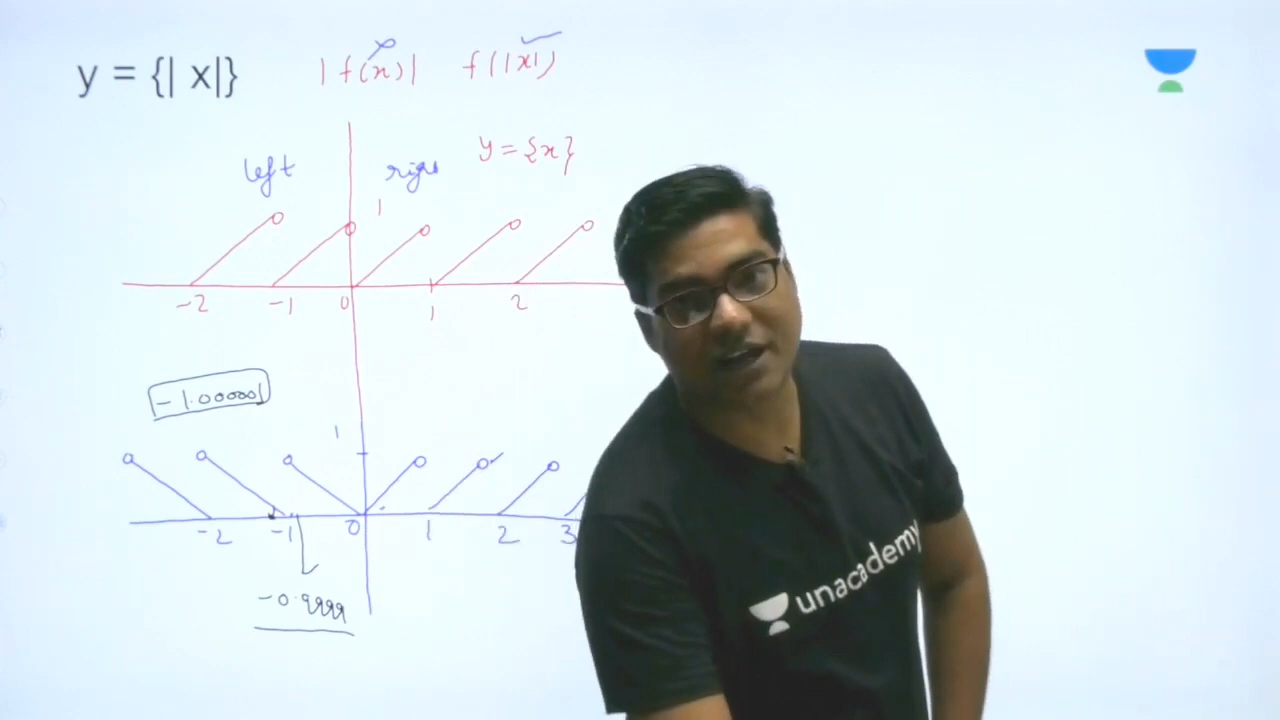 y = {| x|} | f(x)| f(|x|)
y = {x}
left
1
-2 -1 0 1 2
-1.000001
1
-2 -1 0 1 2 3
-0.9999
unacademy